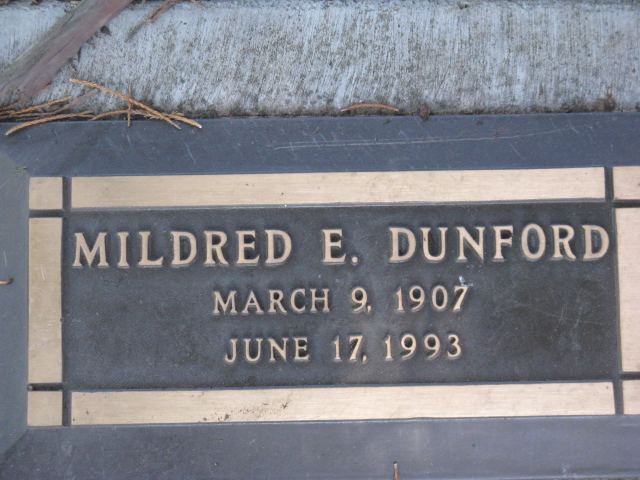 MILDRED E. DUNFORD
MARCH 9, 1907
JUNE 17, 1993